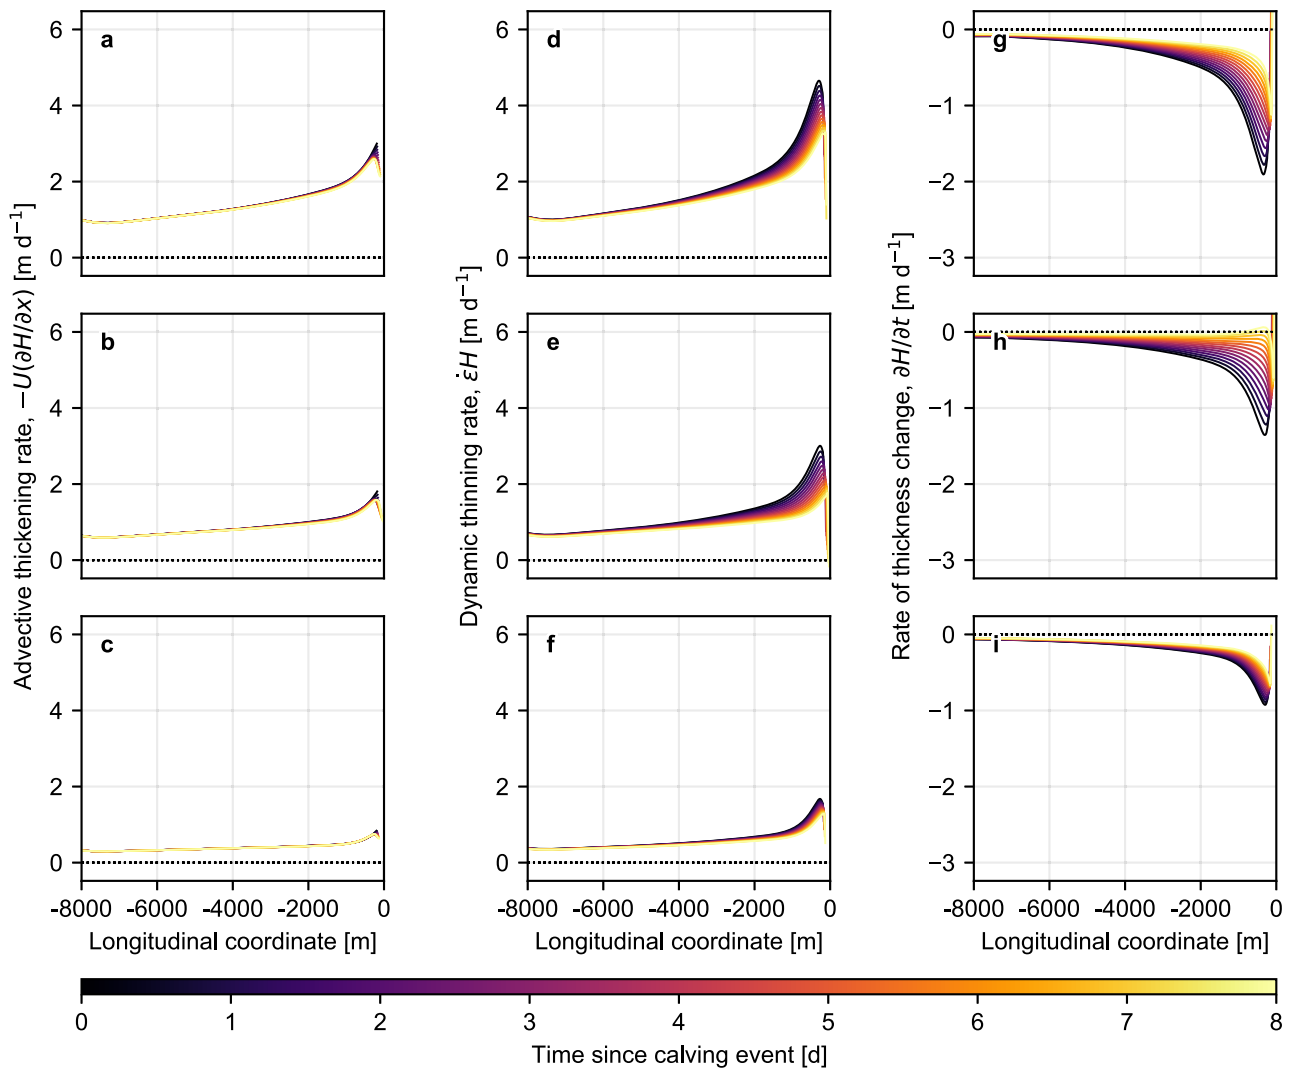 a
6
4
2
0
b
6
4
2
0
c
6
4
2
0
-8000 -6000 -4000 -2000 0
Longitudinal coordinate [m]
Advective thickening rate, −U(∂H/∂x) [m d⁻¹]
d
6
4
2
0
e
6
4
2
0
f
6
4
2
0
-8000 -6000 -4000 -2000 0
Longitudinal coordinate [m]
Dynamic thinning rate, ε̇H [m d⁻¹]
g
0
−1
−2
−3
h
0
−1
−2
−3
i
0
−1
−2
−3
-8000 -6000 -4000 -2000 0
Longitudinal coordinate [m]
Rate of thickness change, ∂H/∂t [m d⁻¹]
0 1 2 3 4 5 6 7 8
Time since calving event [d]